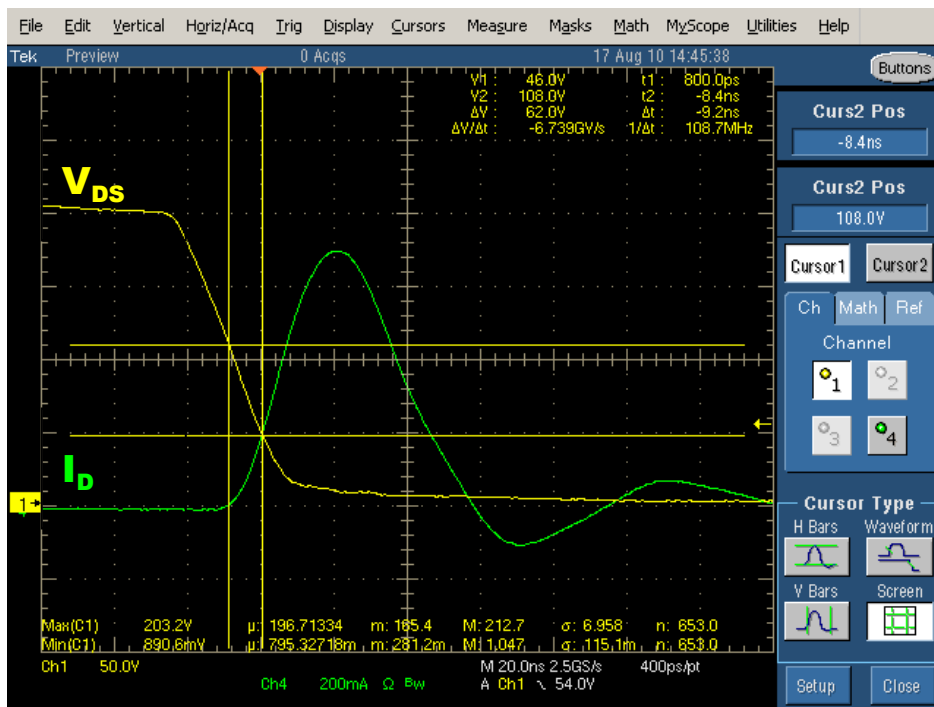 File Edit Vertical Horiz/Acq Trig Display Cursors Measure Masks Math MyScope Utilities Help
Tek Preview 0 Acqs 17 Aug 10 14:45:38
Buttons
V1 : 46.0V t1 : 800.0ps
V2 : 108.0V t2 : -8.4ns
ΔV : 62.0V Δt : -9.2ns
ΔV/Δt : -6.739GV/s 1/Δt : 108.7MHz
Curs2 Pos
-8.4ns
Curs2 Pos
108.0V
Cursor1 Cursor2
Ch Math Ref
Channel
1 2
3 4
Cursor Type
H Bars Waveform
V Bars Screen
Setup Close
VDS
ID
1
Max(C1) 203.2V µ: 196.71334 m: 185.4 M: 212.7 σ: 6.958 n: 653.0
Min(C1) 890.6mV µ: 795.32718m m: 281.2m M: 1.047 σ: 115.1m n: 653.0
Ch1 50.0V M 20.0ns 2.5GS/s 400ps/pt
Ch4 200mA Ω Bw A Ch1 \ 54.0V